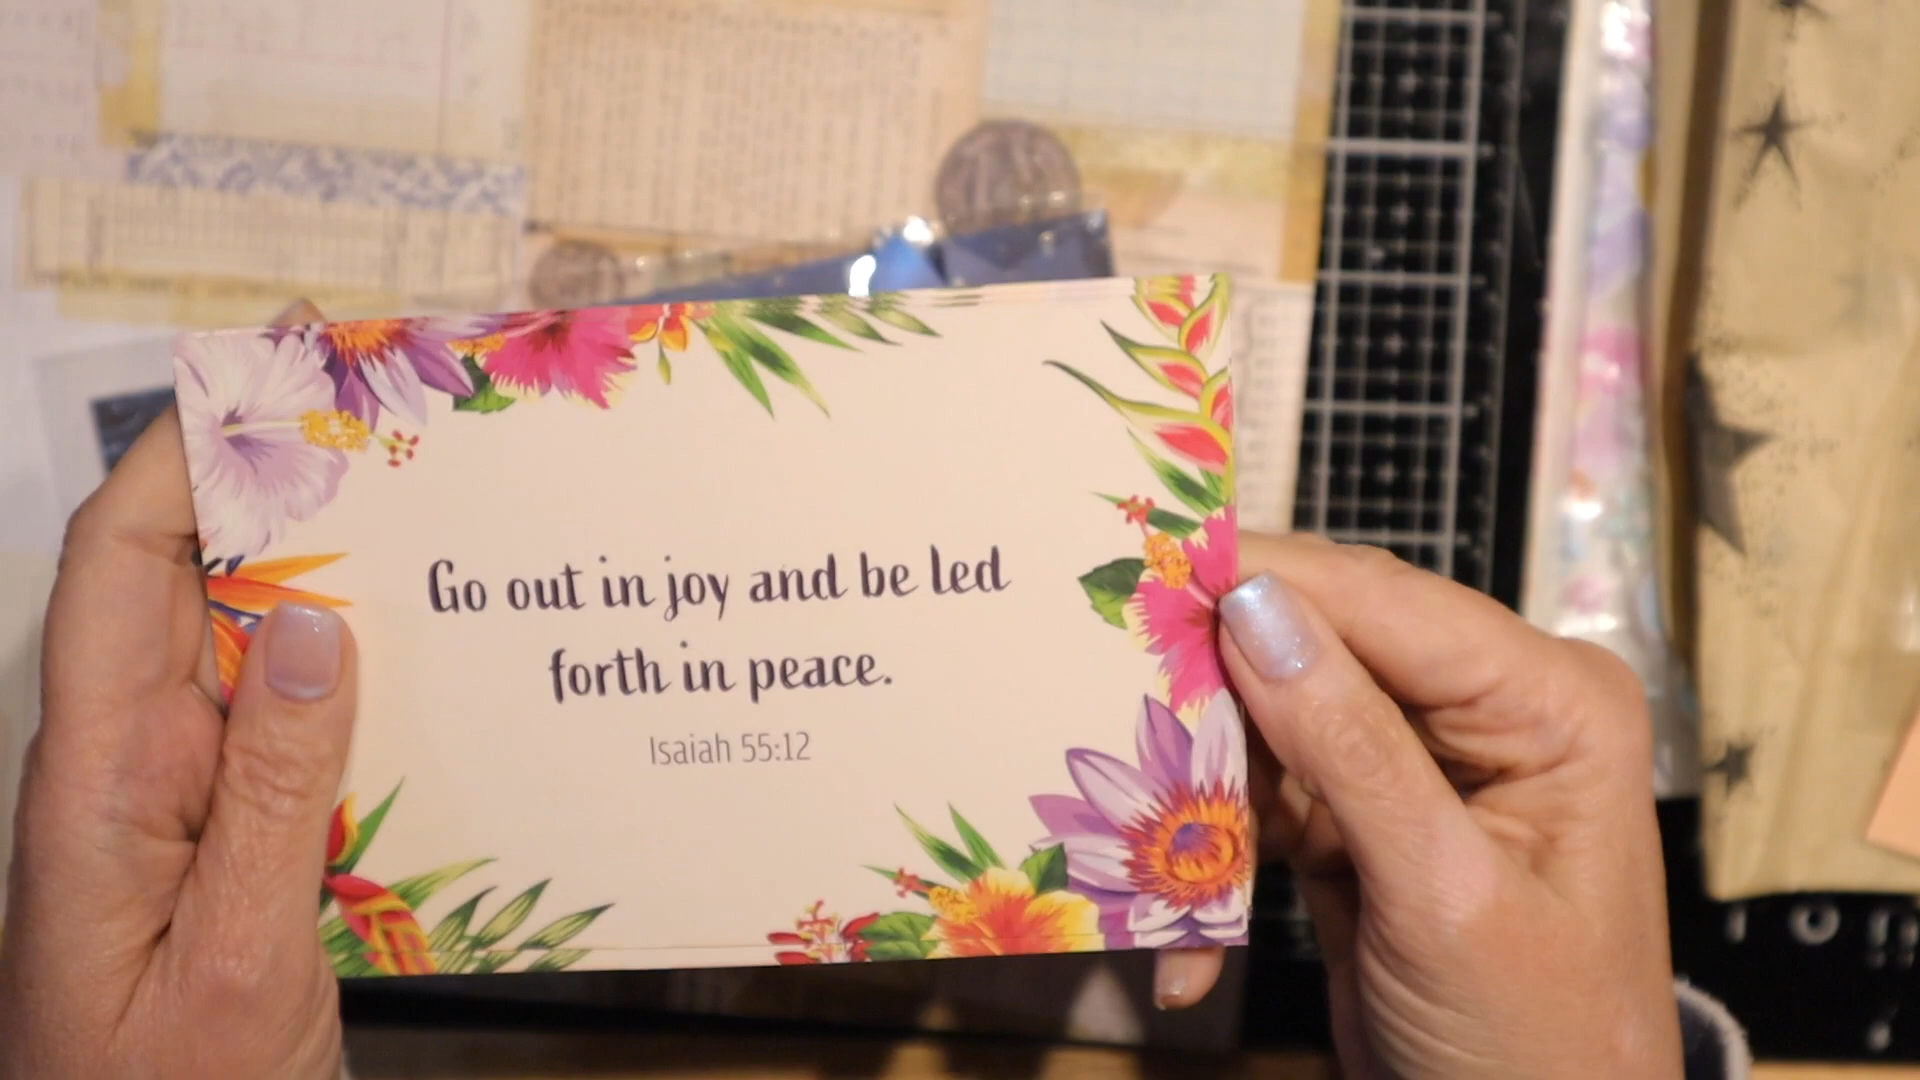 Go out in joy and be led
forth in peace.
Isaiah 55:12